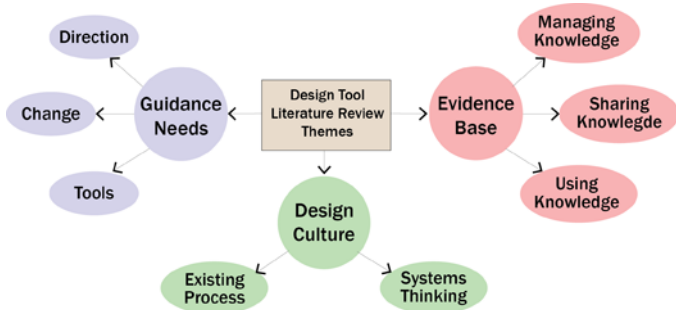 Direction
Change
Tools
Guidance
Needs
Design Tool
Literature Review
Themes
Evidence
Base
Managing
Knowledge
Sharing
Knowlegde
Using
Knowledge
Design
Culture
Existing
Process
Systems
Thinking